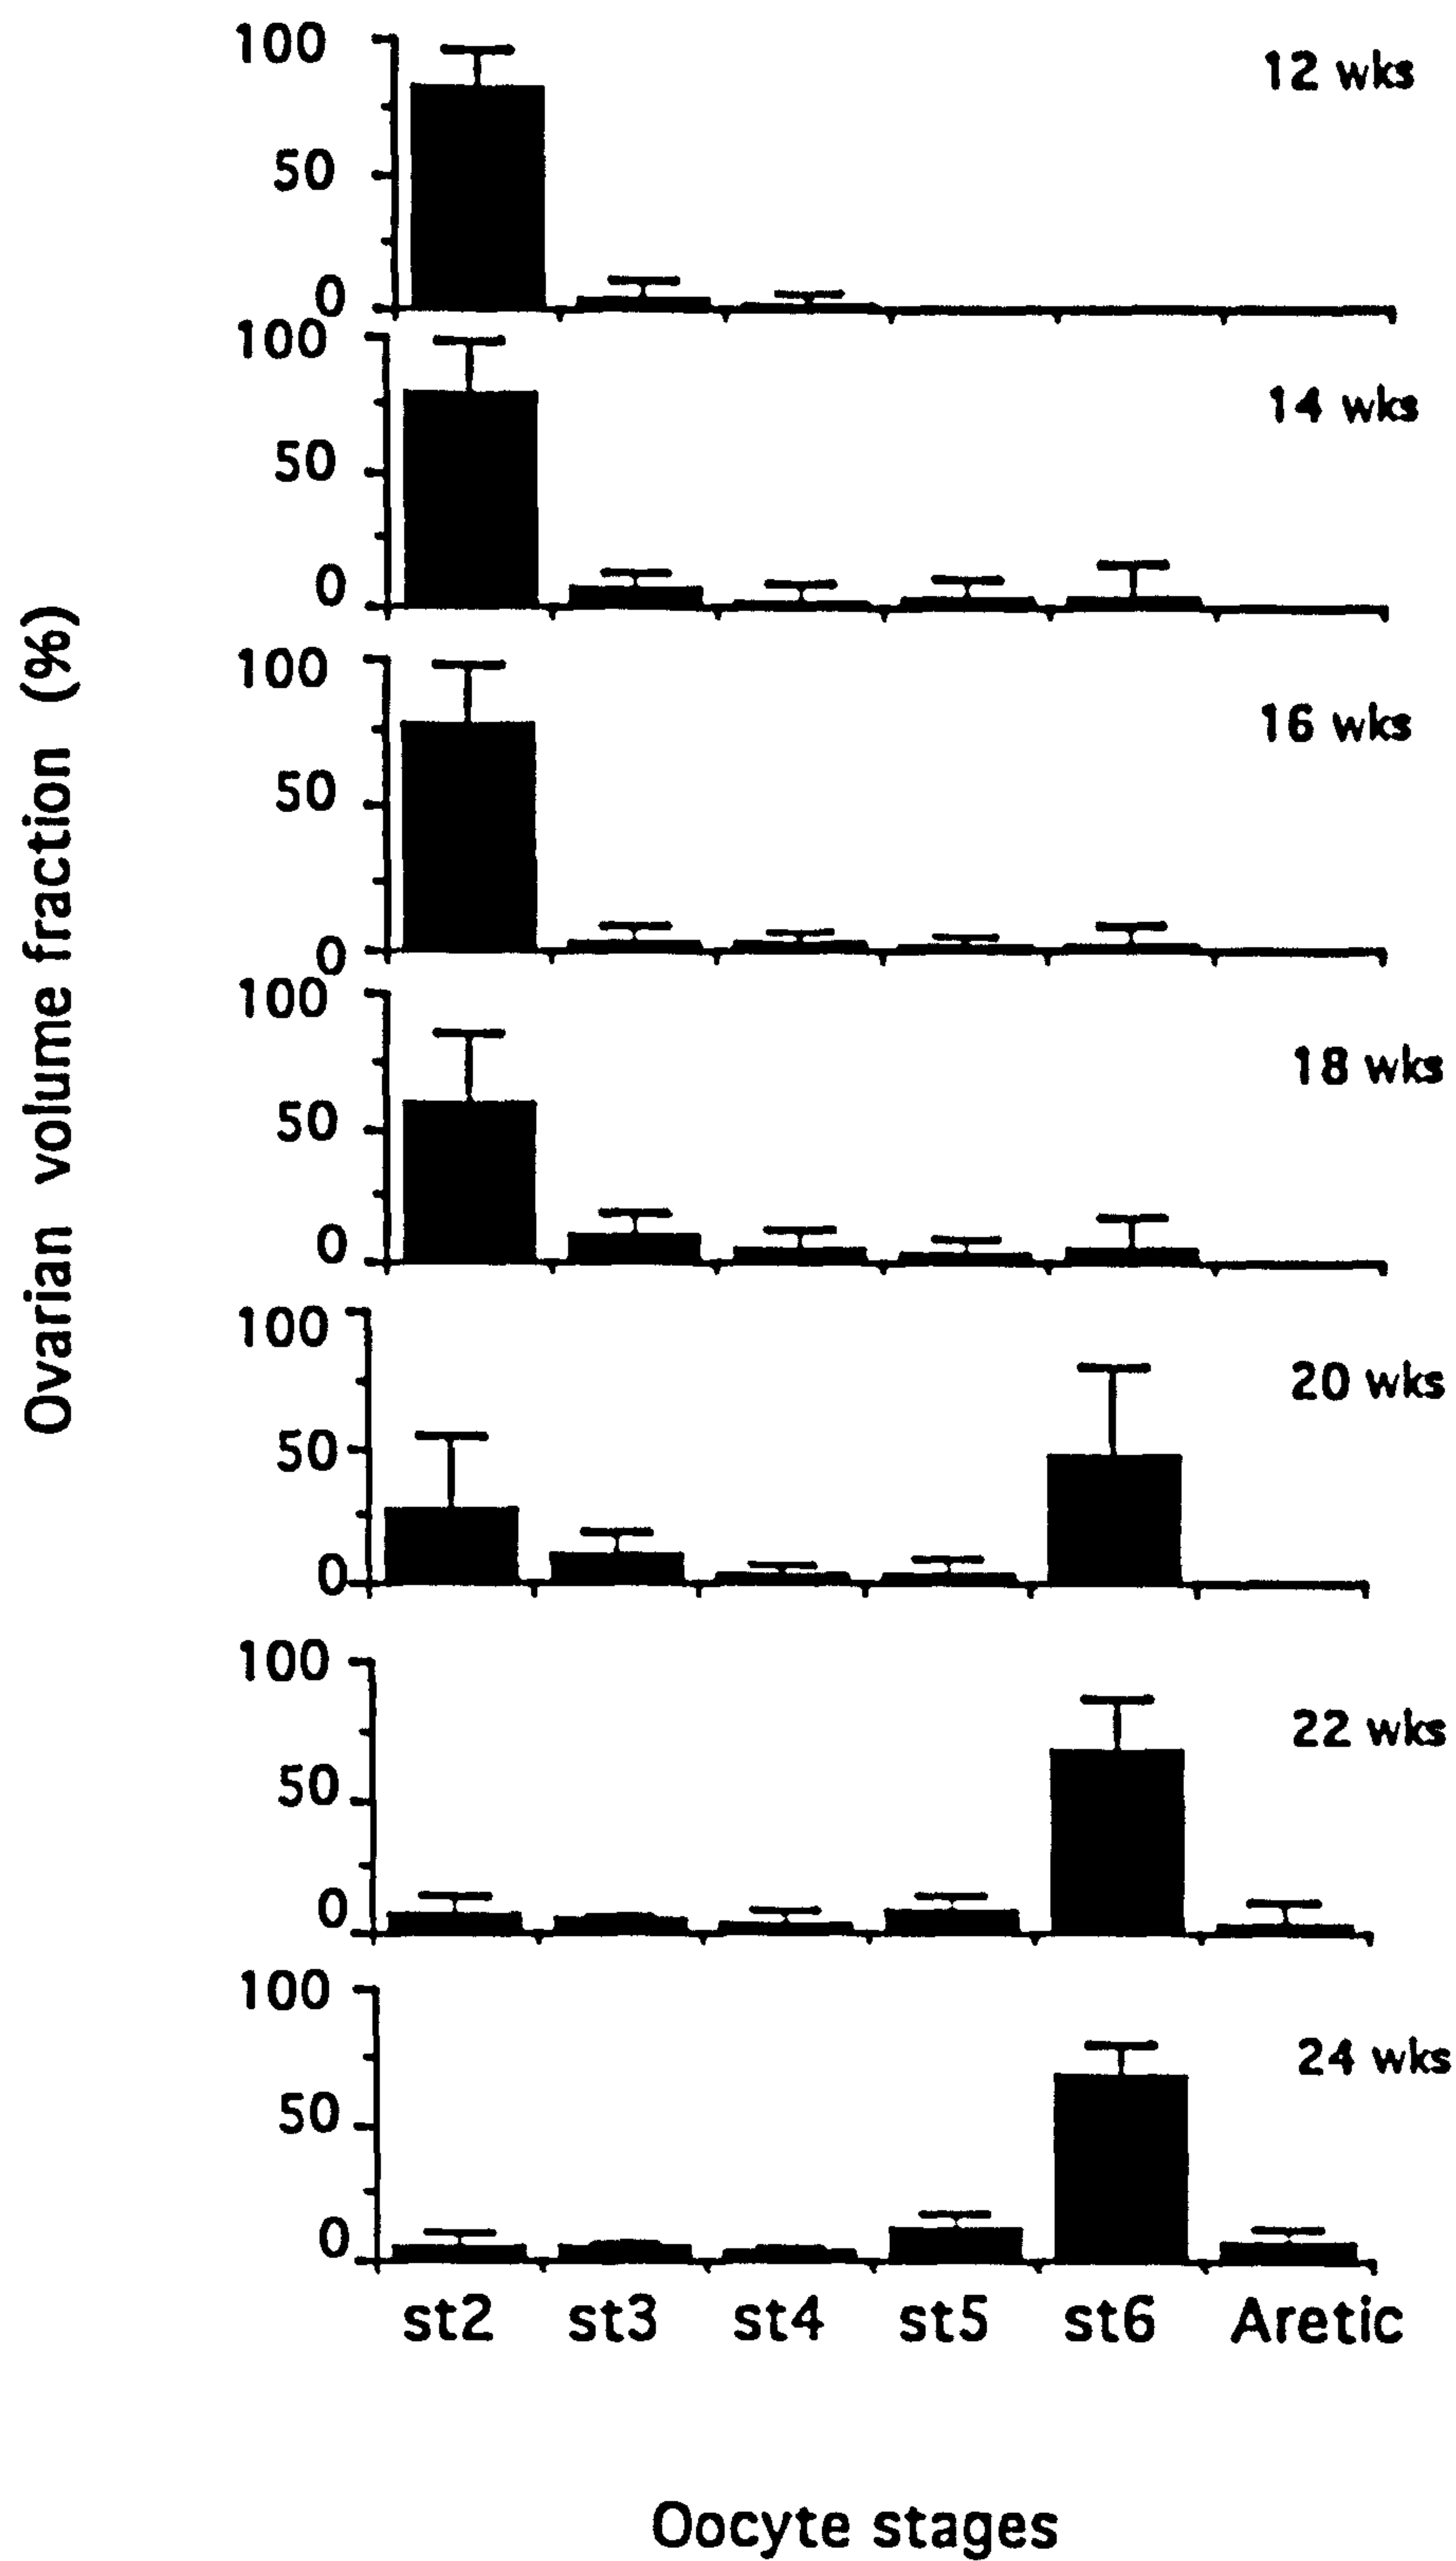 Ovarian volume fraction (%)
100
12 wks
50
0
100
14 wks
50
0
100
16 wks
50
0
100
18 wks
50
0
100
20 wks
50
0
100
22 wks
50
0
100
24 wks
50
0
st2 st3 st4 st5 st6 Aretic
Oocyte stages